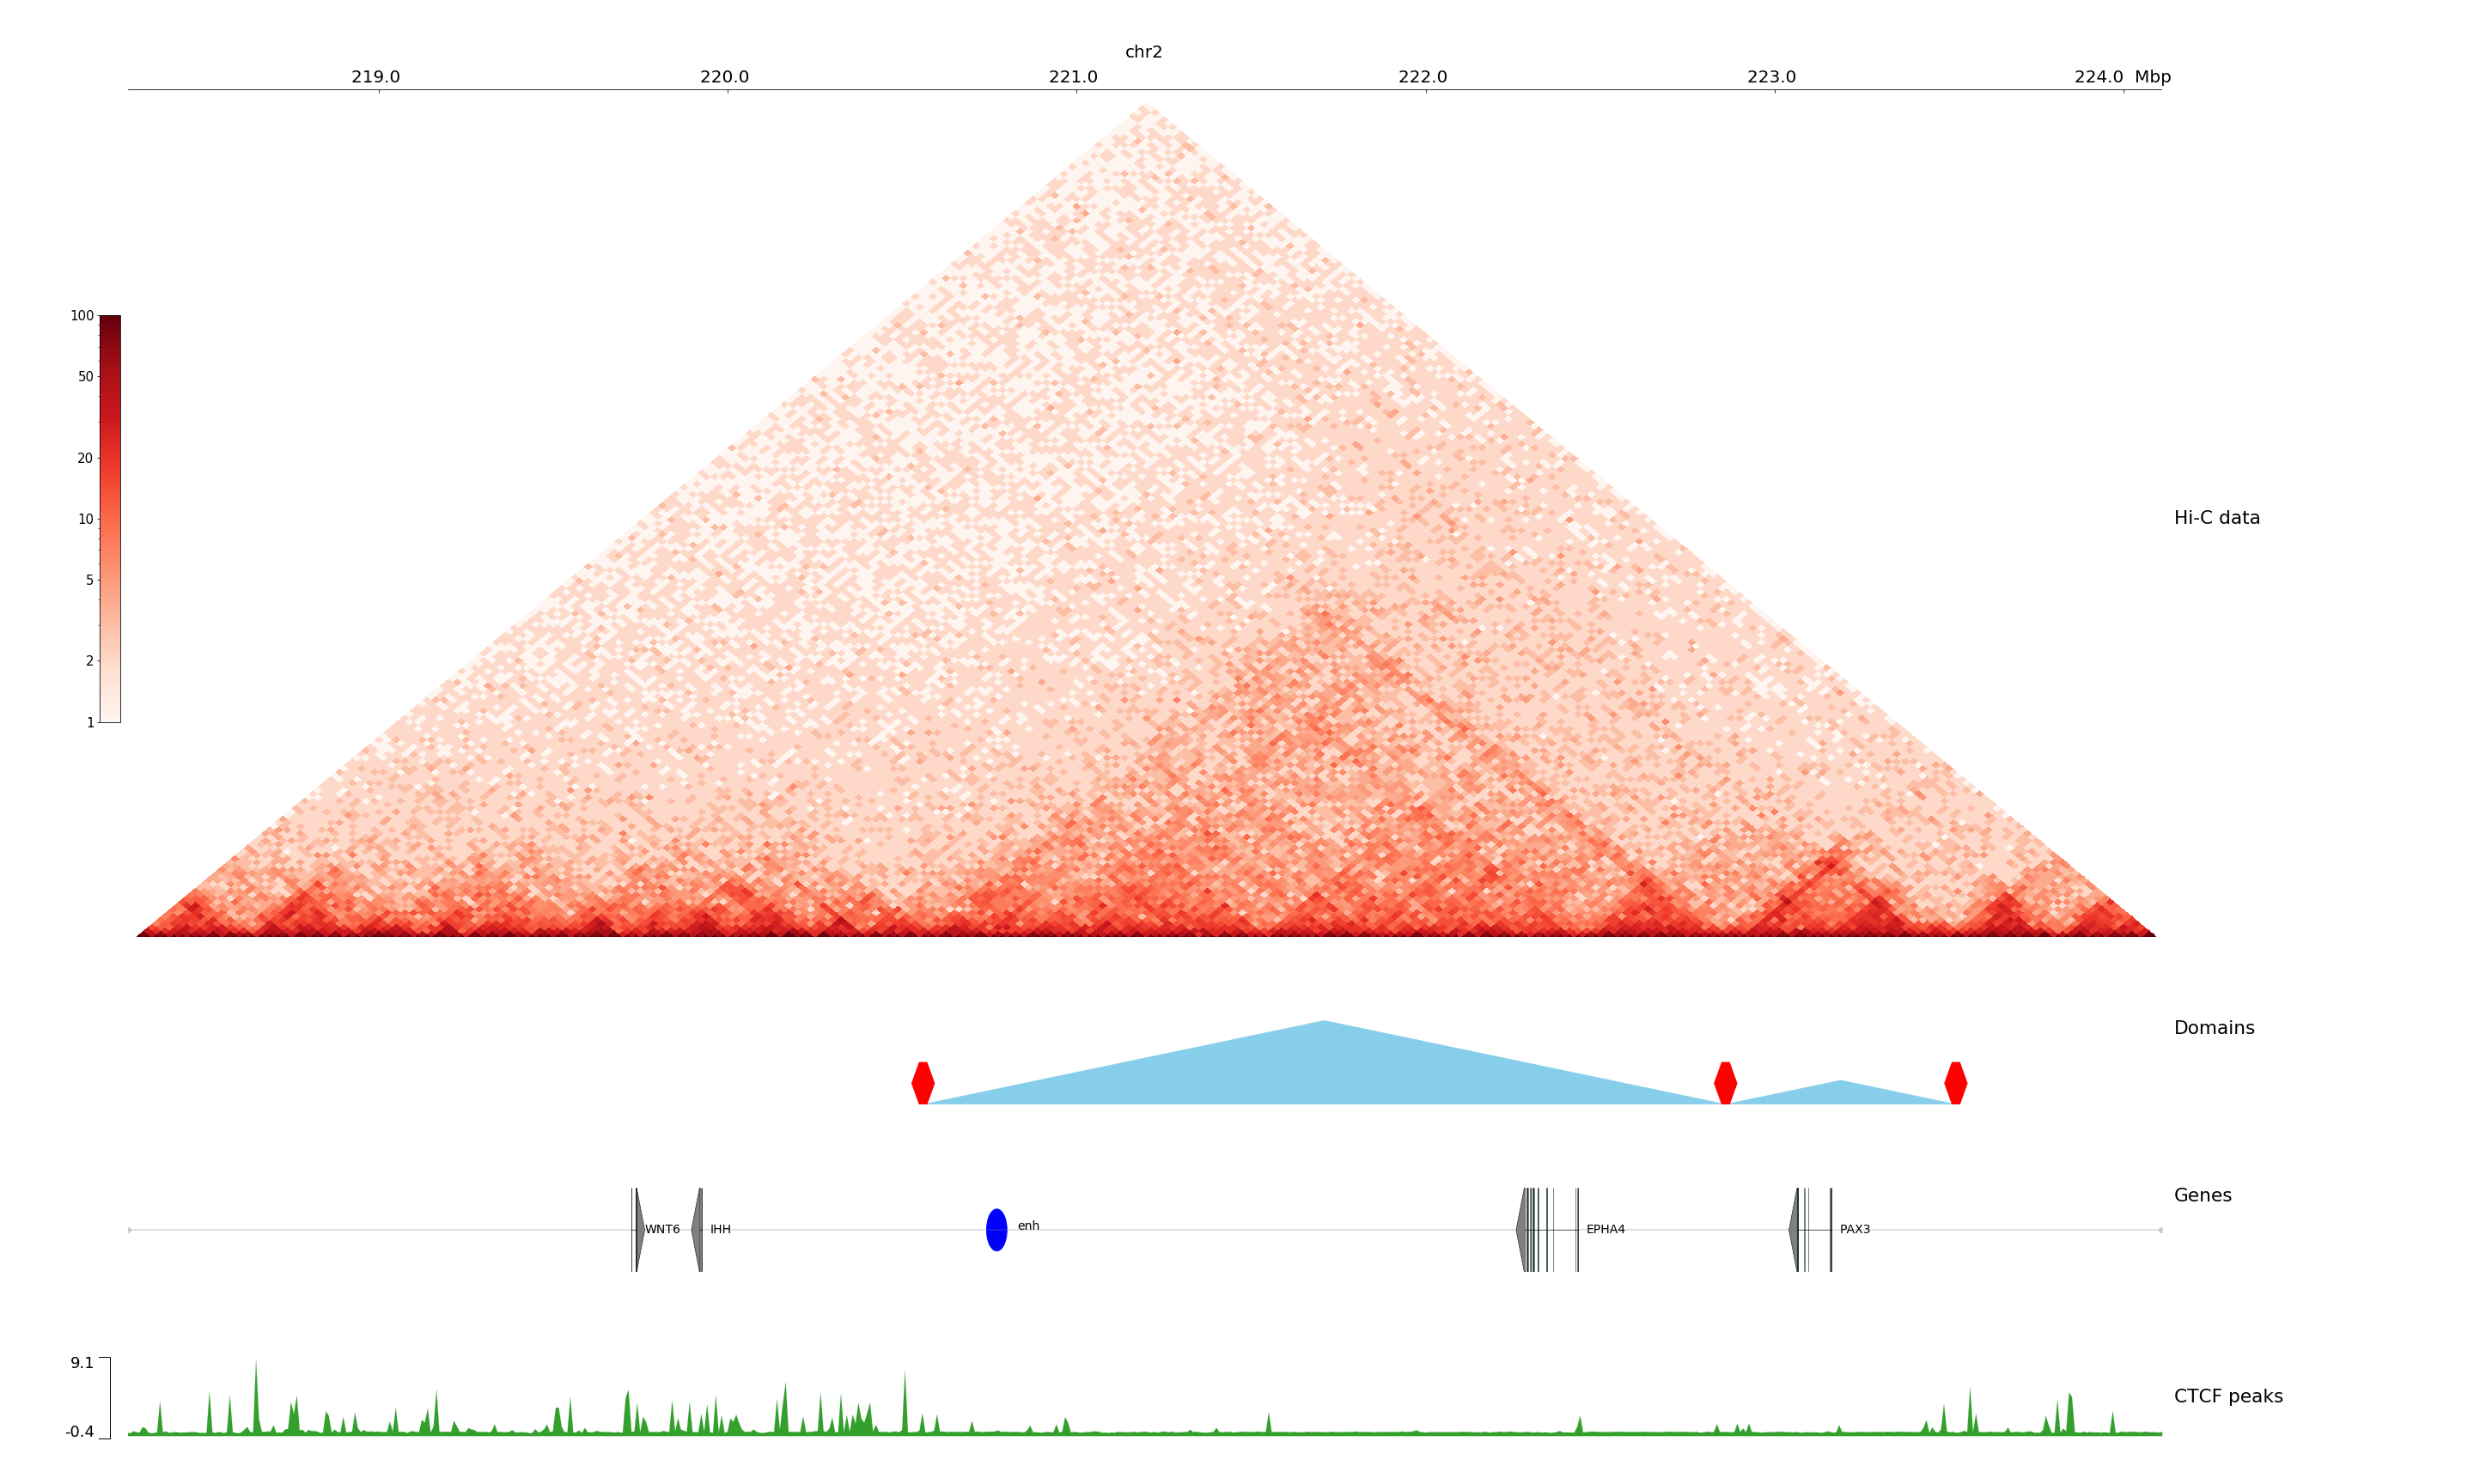 chr2
219.0 220.0 221.0 222.0 223.0 224.0 Mbp
100
50
20
10
5
2
1
Hi-C data
Domains
Genes
WNT6 IHH enh EPHA4 PAX3
9.1
-0.4
CTCF peaks